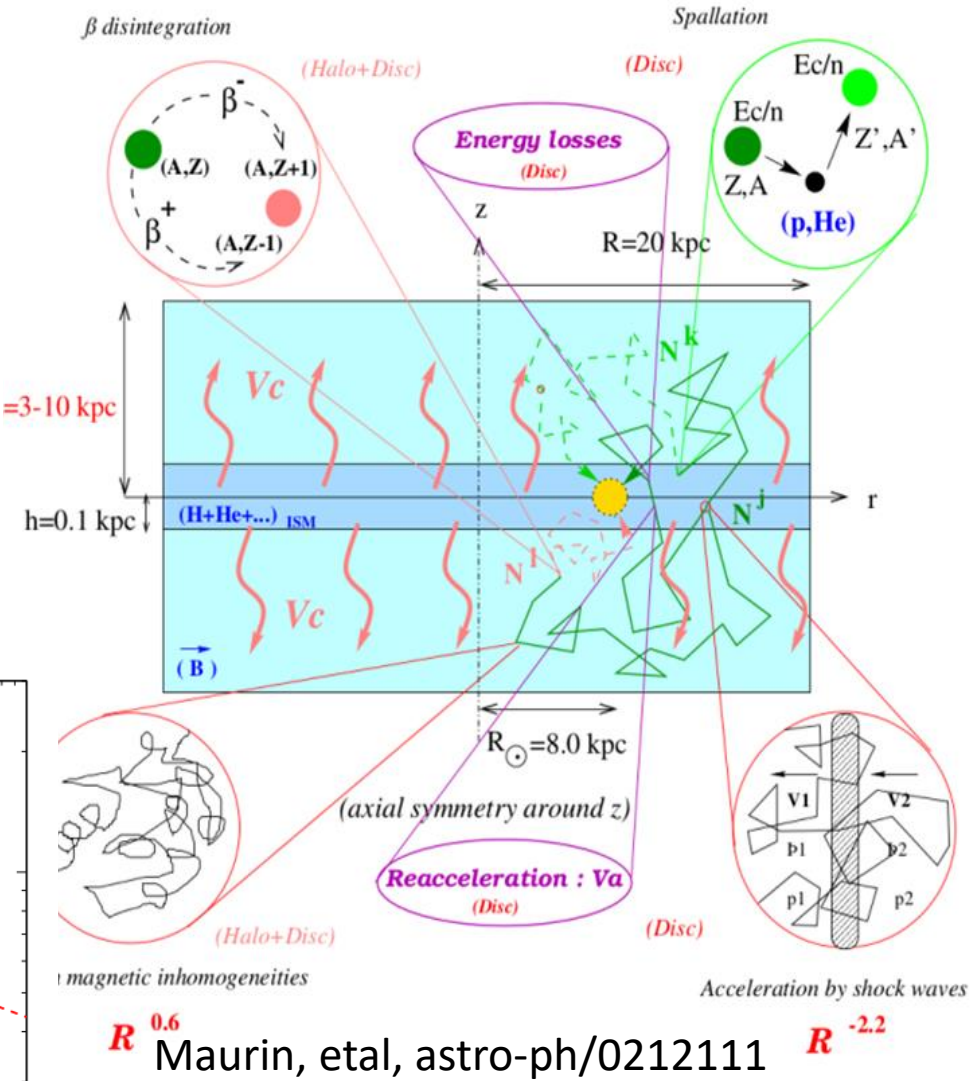 β disintegration
Spallation
(Halo+Disc)
(Disc)
β-
(A,Z)
(A,Z+1)
β+
(A,Z-1)
Energy losses
(Disc)
Ec/n
Ec/n
Z',A'
Z,A
(p,He)
z
R=20 kpc
N k
Vc
=3-10 kpc
r
h=0.1 kpc
(H+He+...) ISM
N j
N l
Vc
(B)
R☉=8.0 kpc
(axial symmetry around z)
V1
V2
Þ1
Þ2
p1
p2
Reacceleration : Va
(Disc)
(Halo+Disc)
(Disc)
magnetic inhomogeneities
Acceleration by shock waves
R 0.6
R -2.2
Maurin, etal, astro-ph/0212111